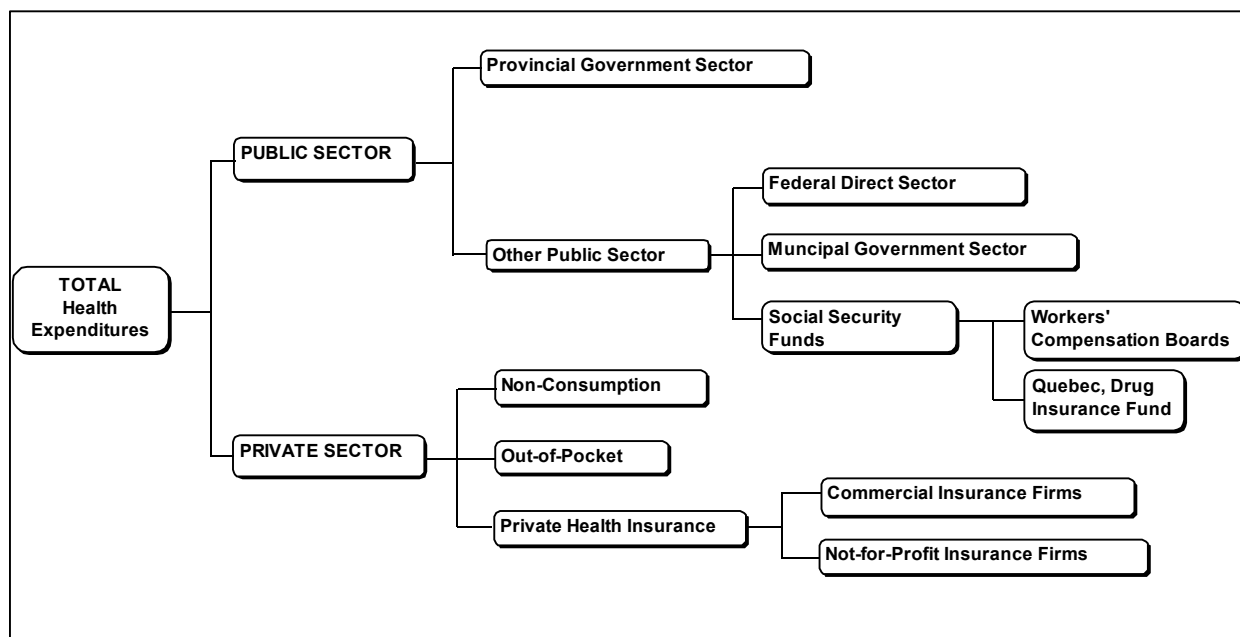 Provincial Government Sector
PUBLIC SECTOR
Federal Direct Sector
Other Public Sector
Muncipal Government Sector
TOTAL
Health
Expenditures
Social Security
Funds
Workers'
Compensation Boards
Quebec, Drug
Insurance Fund
Non-Consumption
PRIVATE SECTOR
Out-of-Pocket
Commercial Insurance Firms
Private Health Insurance
Not-for-Profit Insurance Firms